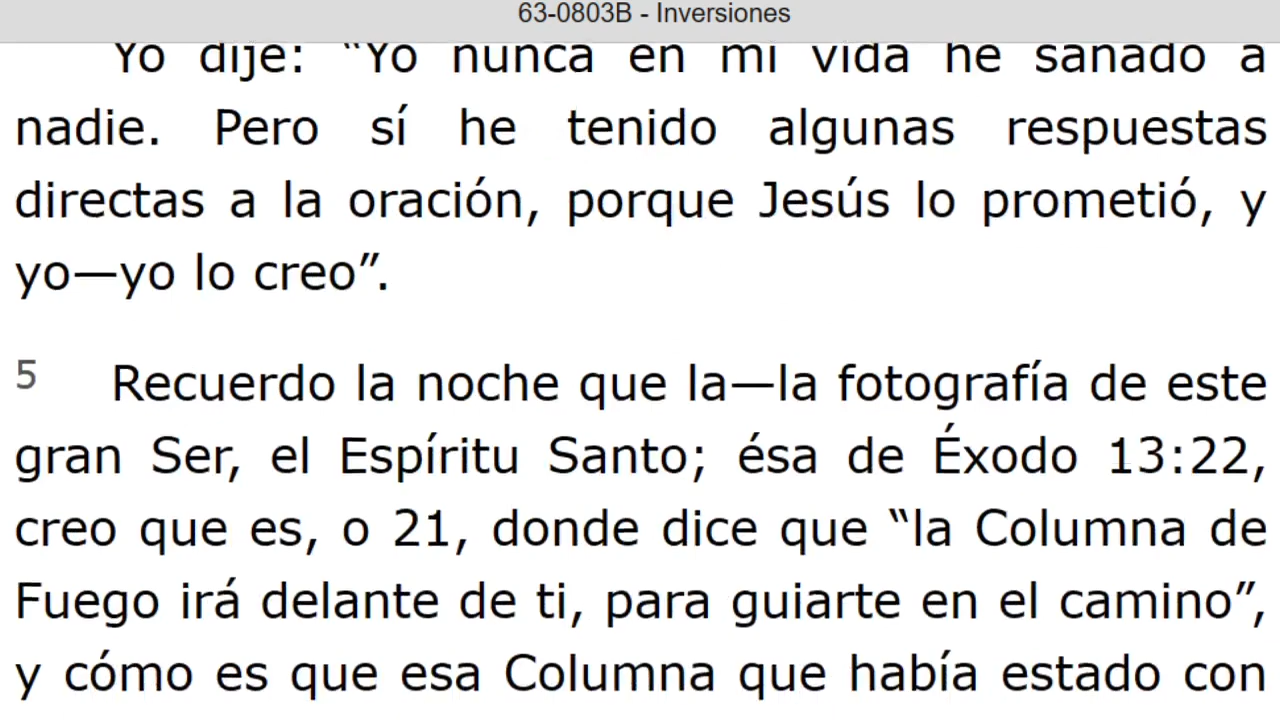 63-0803B - Inversiones
Yo dije: “Yo nunca en mi vida he sanado a
nadie. Pero sí he tenido algunas respuestas
directas a la oración, porque Jesús lo prometió, y
yo—yo lo creo”.
5 Recuerdo la noche que la—la fotografía de este
gran Ser, el Espíritu Santo; ésa de Éxodo 13:22,
creo que es, o 21, donde dice que “la Columna de
Fuego irá delante de ti, para guiarte en el camino”,
y cómo es que esa Columna que había estado con